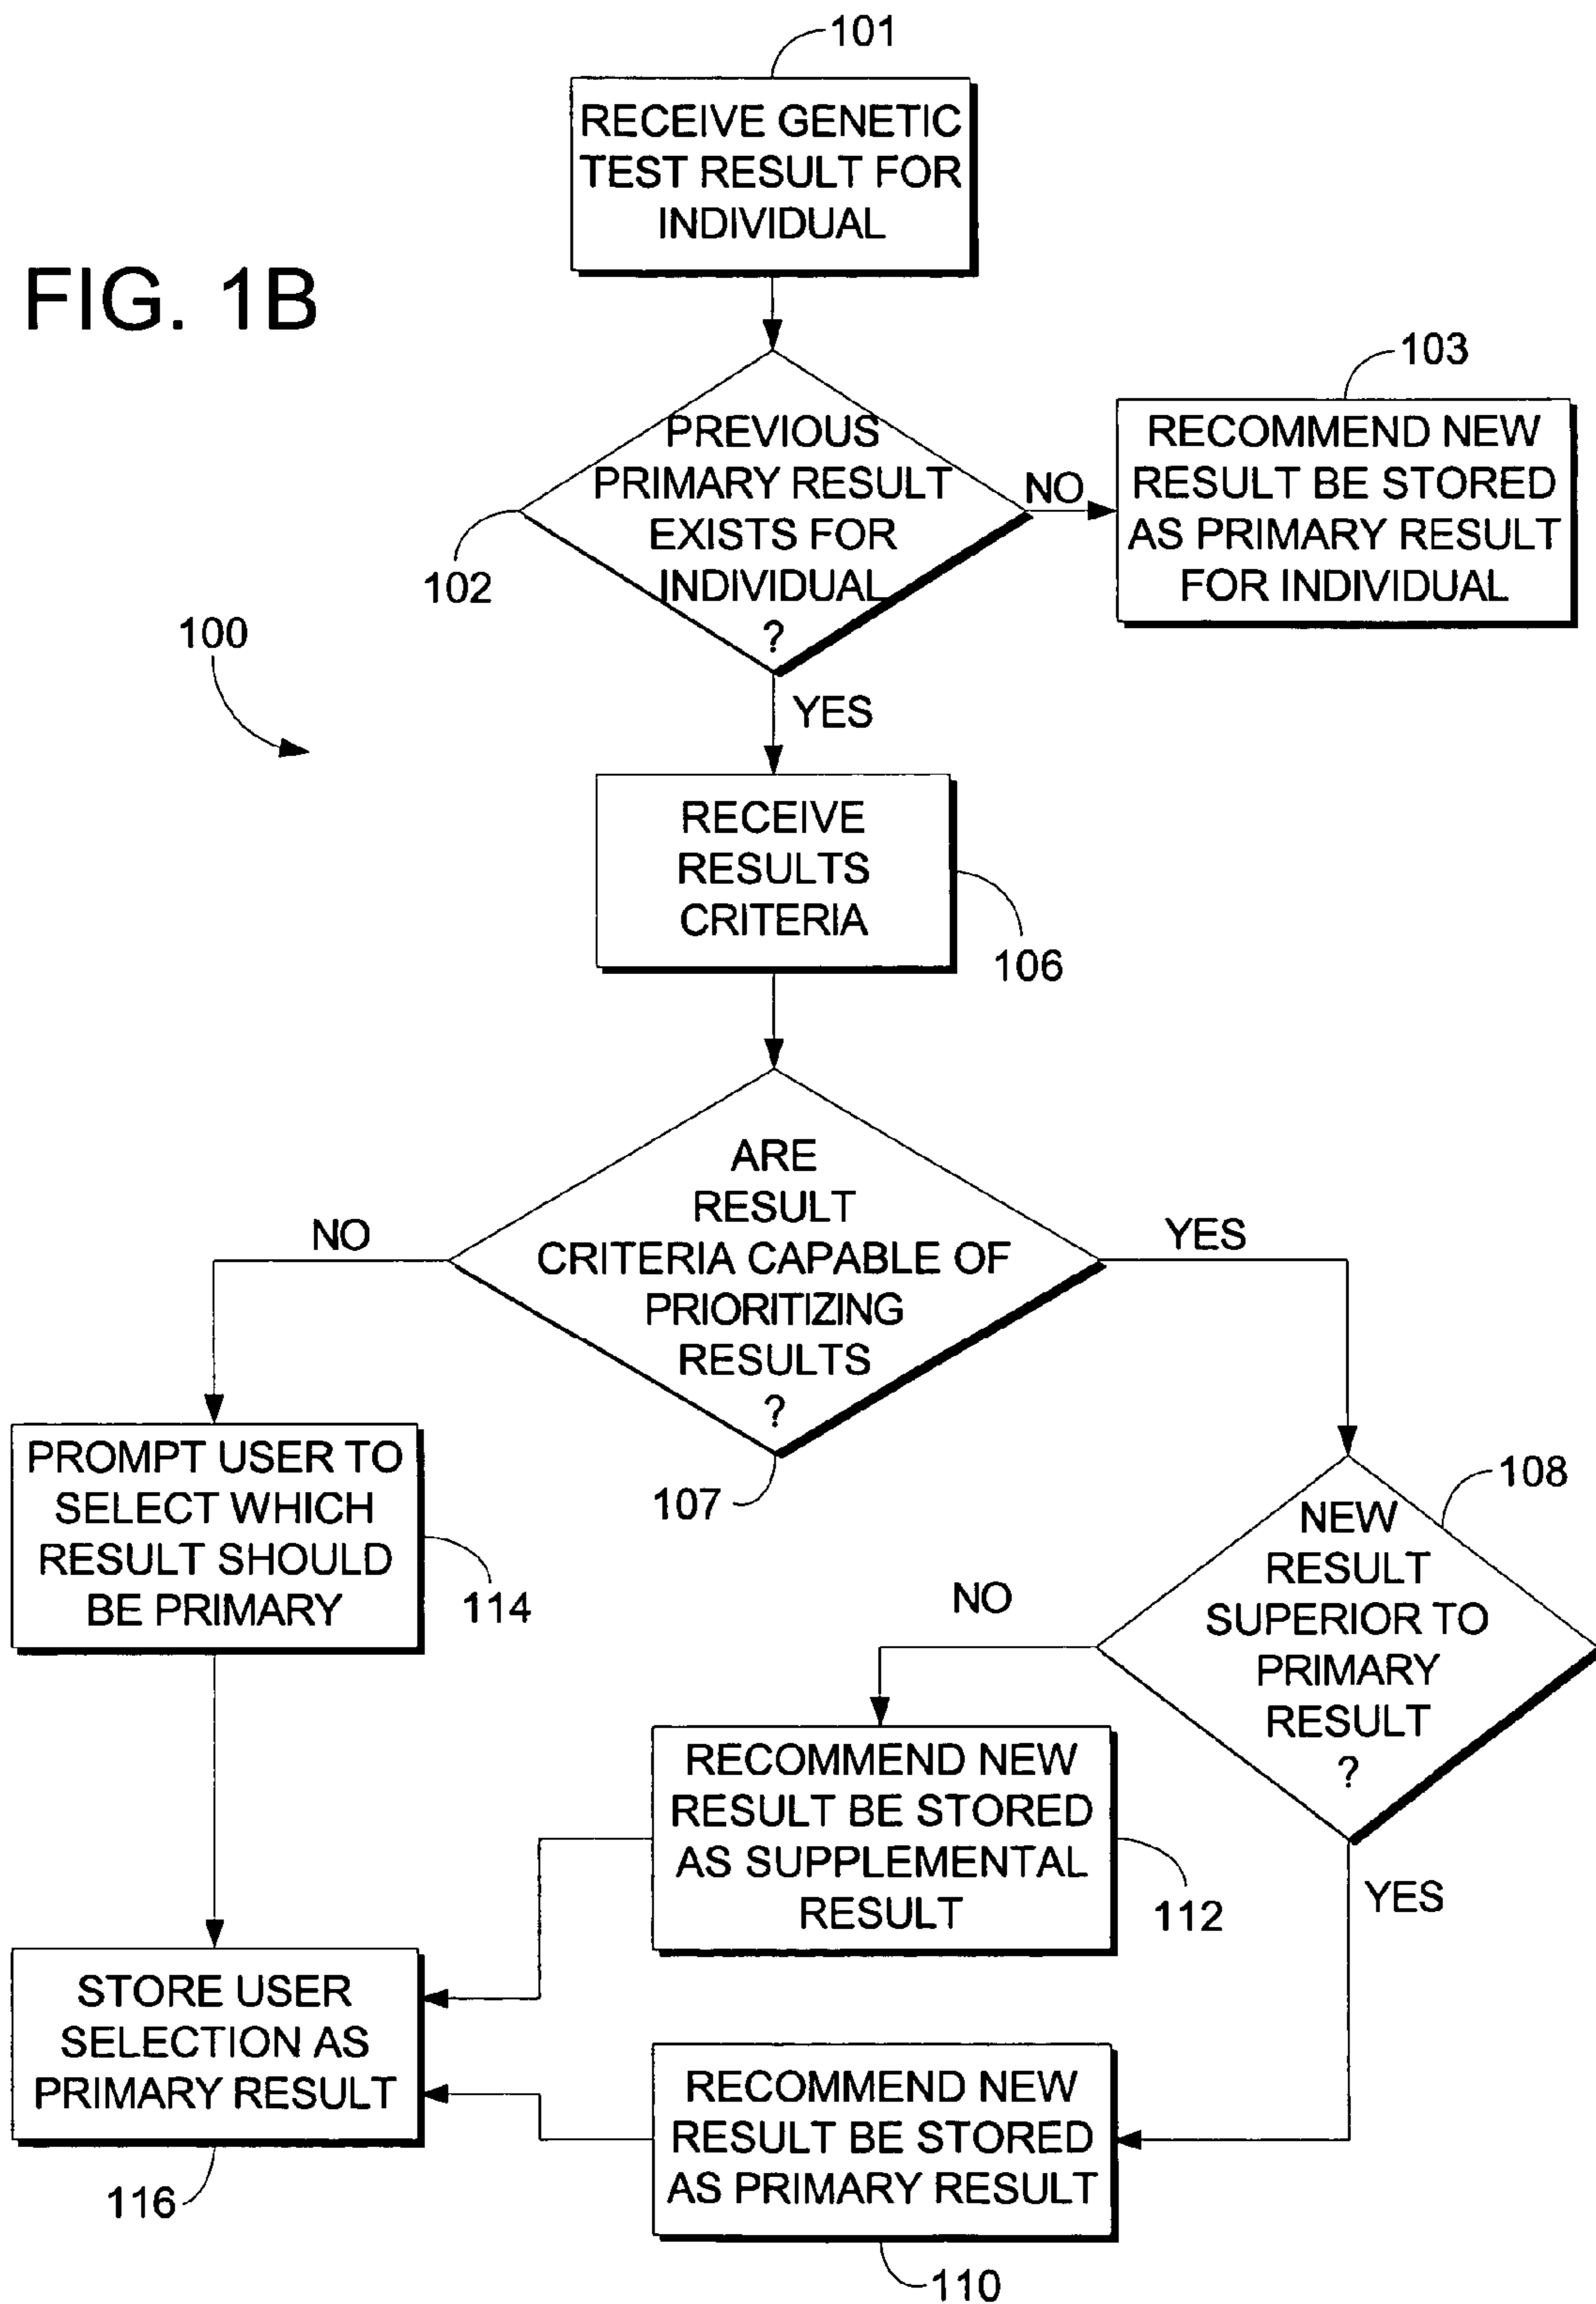 101
RECEIVE GENETIC
TEST RESULT FOR
INDIVIDUAL
FIG. 1B
103
PREVIOUS
PRIMARY RESULT
EXISTS FOR
INDIVIDUAL
?
102
NO
RECOMMEND NEW
RESULT BE STORED
AS PRIMARY RESULT
FOR INDIVIDUAL
100
YES
RECEIVE
RESULTS
CRITERIA
106
ARE
RESULT
CRITERIA CAPABLE OF
PRIORITIZING
RESULTS
?
107
NO
YES
PROMPT USER TO
SELECT WHICH
RESULT SHOULD
BE PRIMARY
114
108
NEW
RESULT
SUPERIOR TO
PRIMARY
RESULT
?
NO
YES
RECOMMEND NEW
RESULT BE STORED
AS SUPPLEMENTAL
RESULT
112
STORE USER
SELECTION AS
PRIMARY RESULT
116
RECOMMEND NEW
RESULT BE STORED
AS PRIMARY RESULT
110